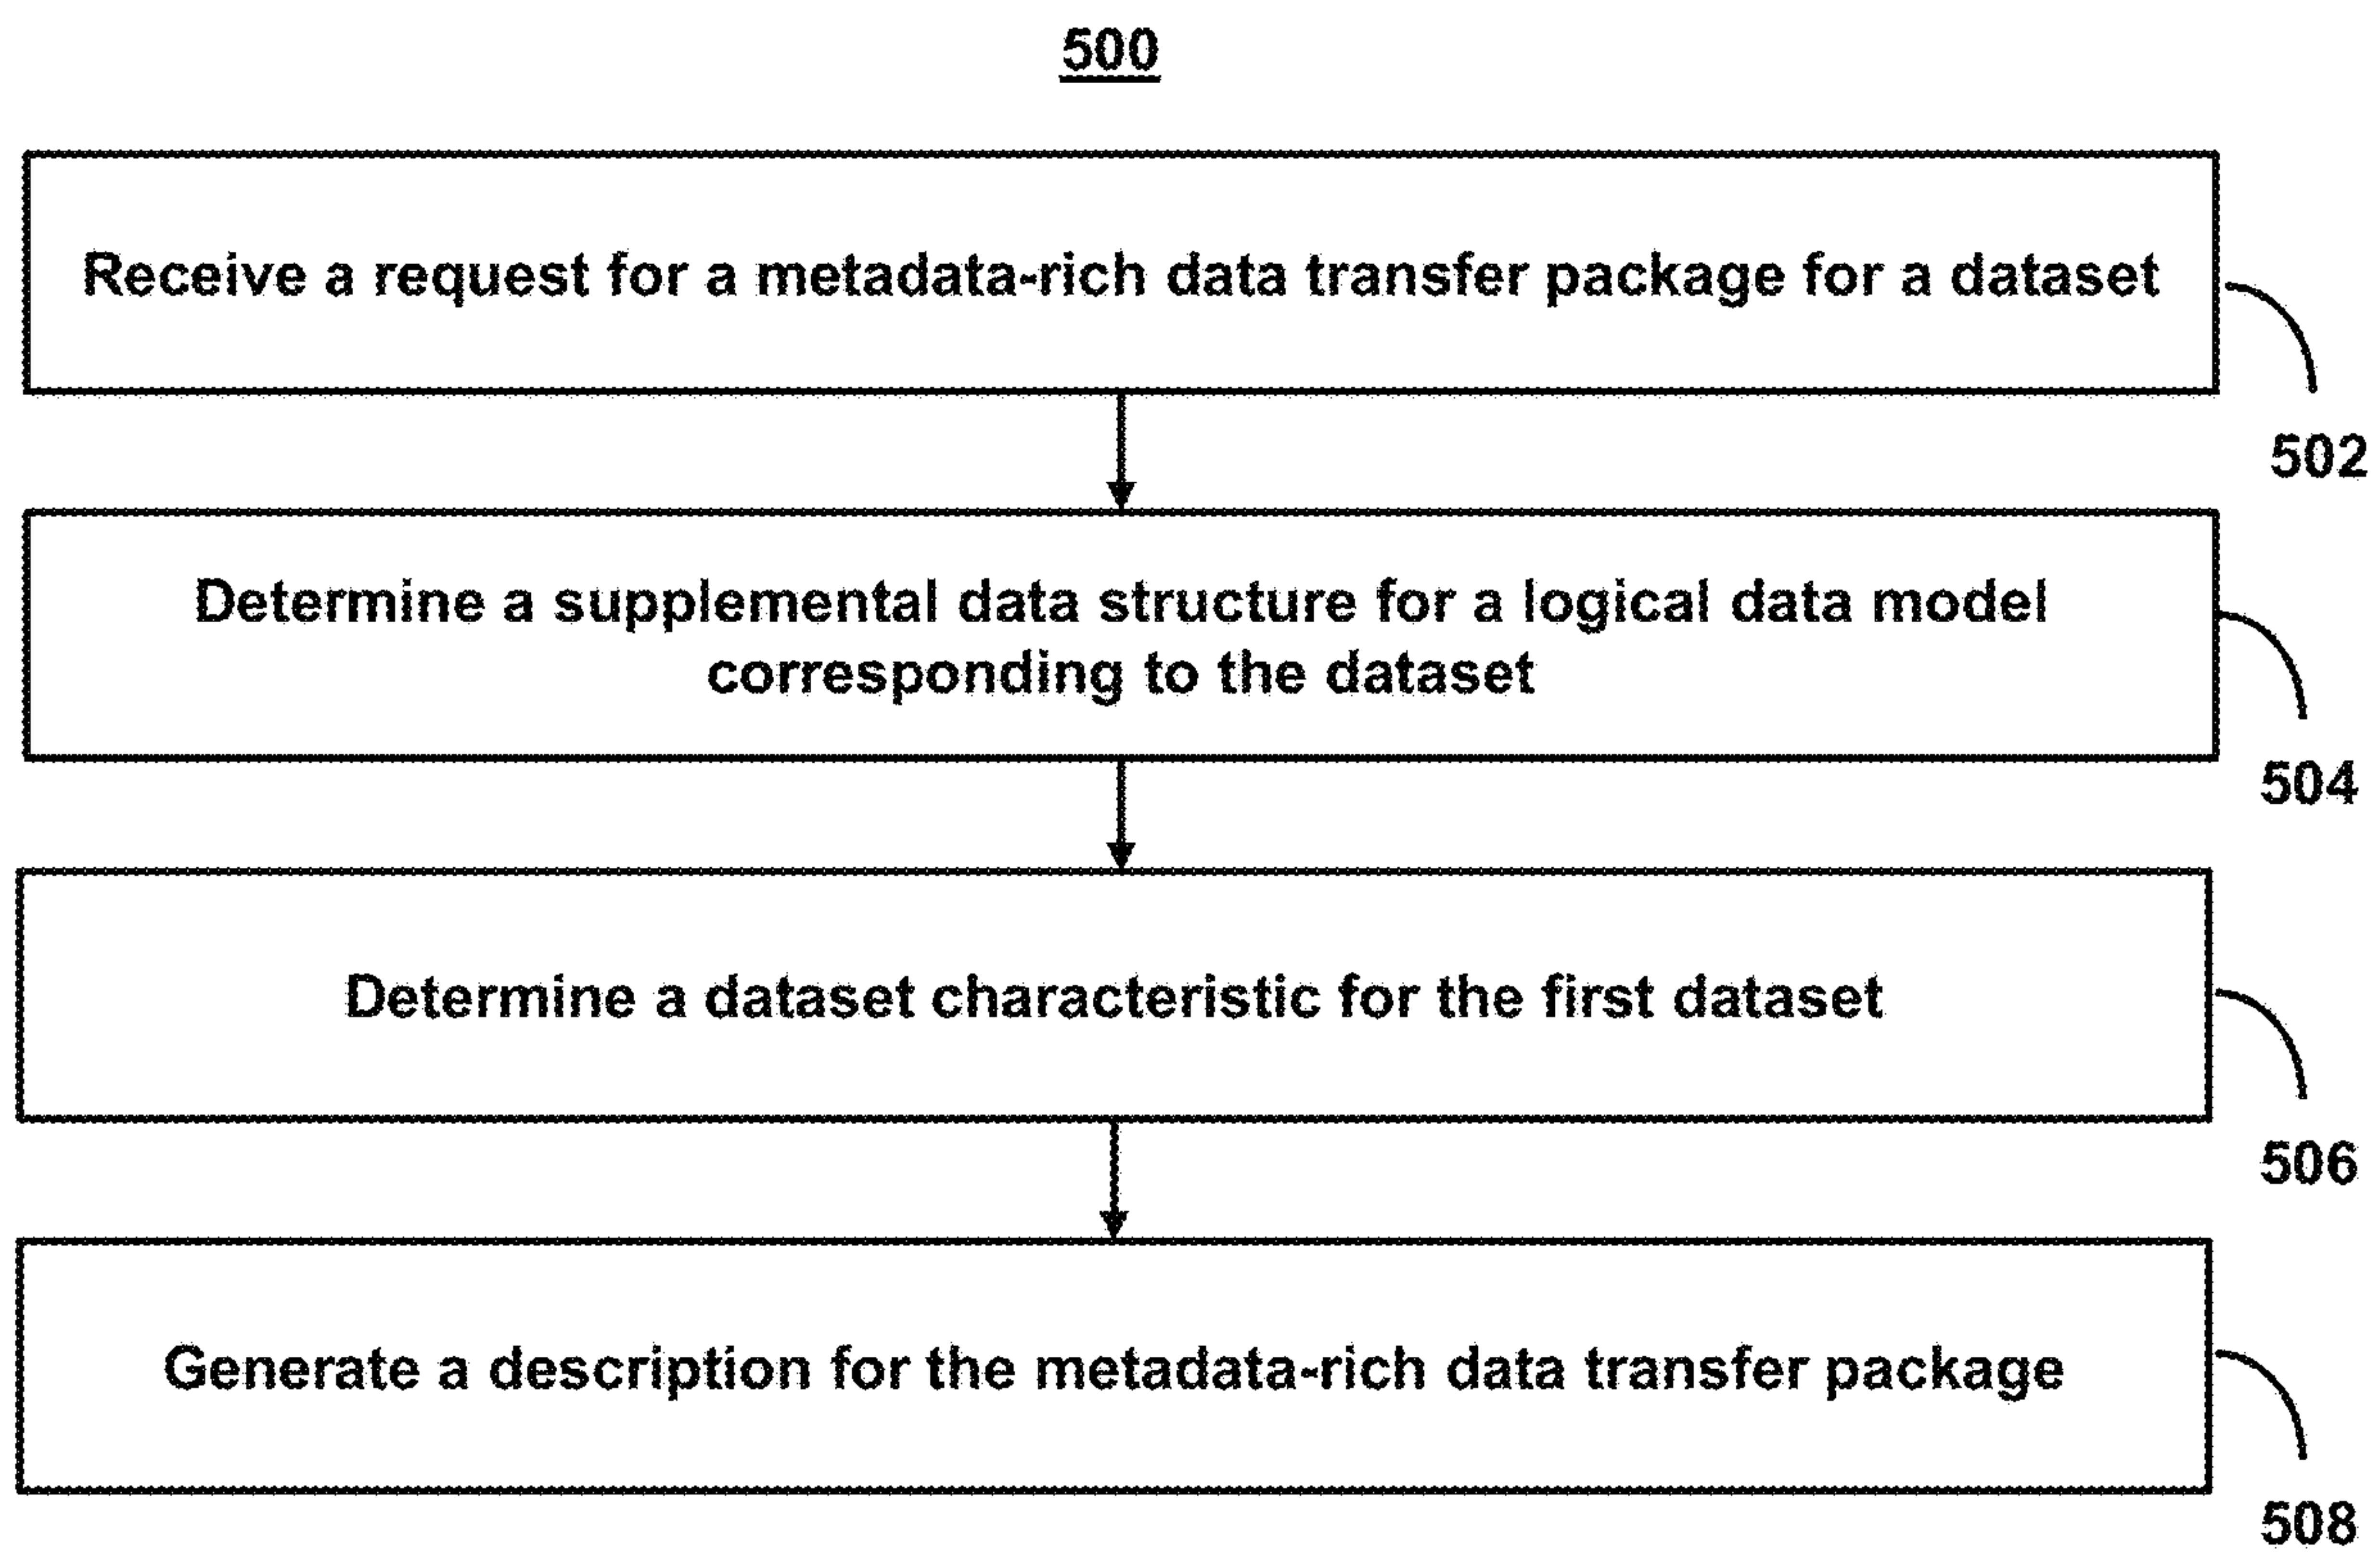 500
Receive a request for a metadata-rich data transfer package for a dataset
502
Determine a supplemental data structure for a logical data model
corresponding to the dataset
504
Determine a dataset characteristic for the first dataset
506
Generate a description for the metadata-rich data transfer package
508